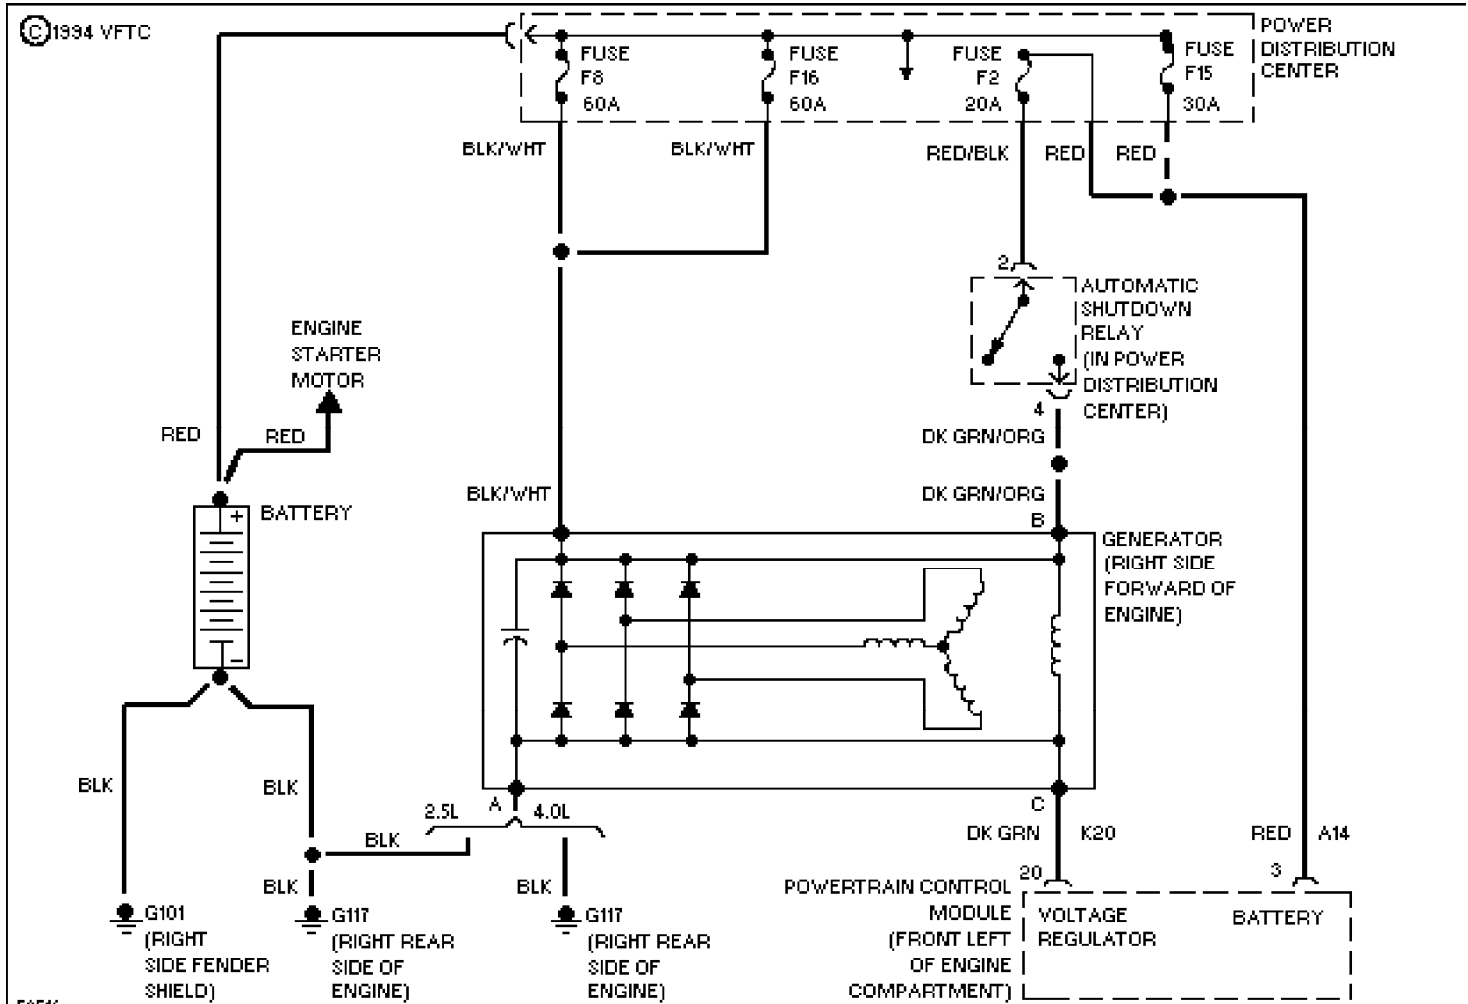 © 1994 VFTC
POWER
DISTRIBUTION
CENTER
FUSE
F8
60A
FUSE
F16
60A
FUSE
F2
20A
FUSE
F15
30A
BLK/WHT
BLK/WHT
RED/BLK
RED
RED
2
AUTOMATIC
SHUTDOWN
RELAY
(IN POWER
DISTRIBUTION
CENTER)
4
ENGINE
STARTER
MOTOR
RED
RED
DK GRN/ORG
BLK/WHT
DK GRN/ORG
B
+
BATTERY
–
GENERATOR
(RIGHT SIDE
FORWARD OF
ENGINE)
BLK
BLK
2.5L
A
4.0L
C
BLK
DK GRN
K20
RED
A14
BLK
BLK
20
3
G101
(RIGHT
SIDE FENDER
SHIELD)
G117
(RIGHT REAR
SIDE OF
ENGINE)
G117
(RIGHT REAR
SIDE OF
ENGINE)
POWERTRAIN CONTROL
MODULE
(FRONT LEFT
OF ENGINE
COMPARTMENT)
VOLTAGE
REGULATOR
BATTERY